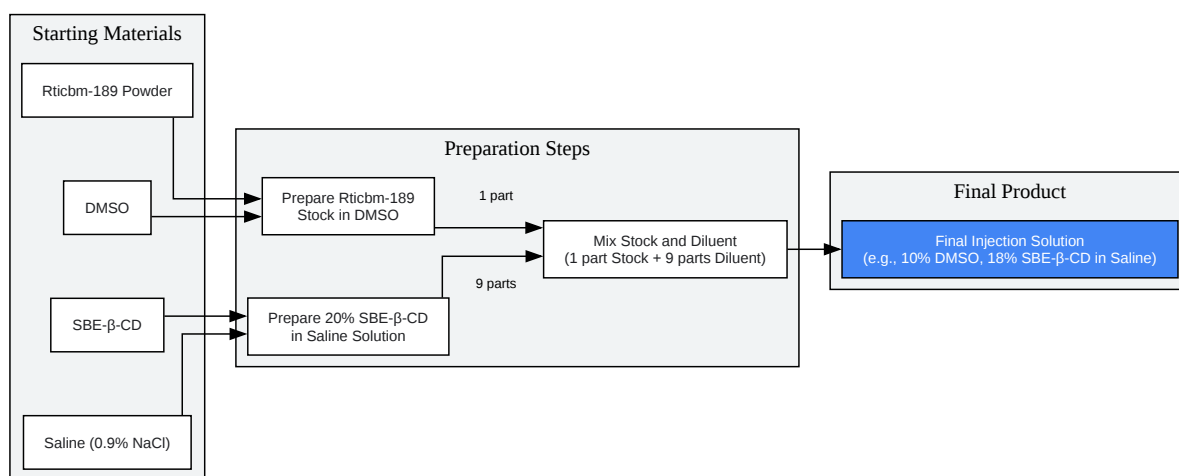 Starting Materials
Rticbm-189 Powder
DMSO
SBE-β-CD
Saline (0.9% NaCl)
Preparation Steps
Prepare Rticbm-189
Stock in DMSO
1 part
Prepare 20% SBE-β-CD
in Saline Solution
9 parts
Mix Stock and Diluent
(1 part Stock + 9 parts Diluent)
Final Product
Final Injection Solution
(e.g., 10% DMSO, 18% SBE-β-CD in Saline)